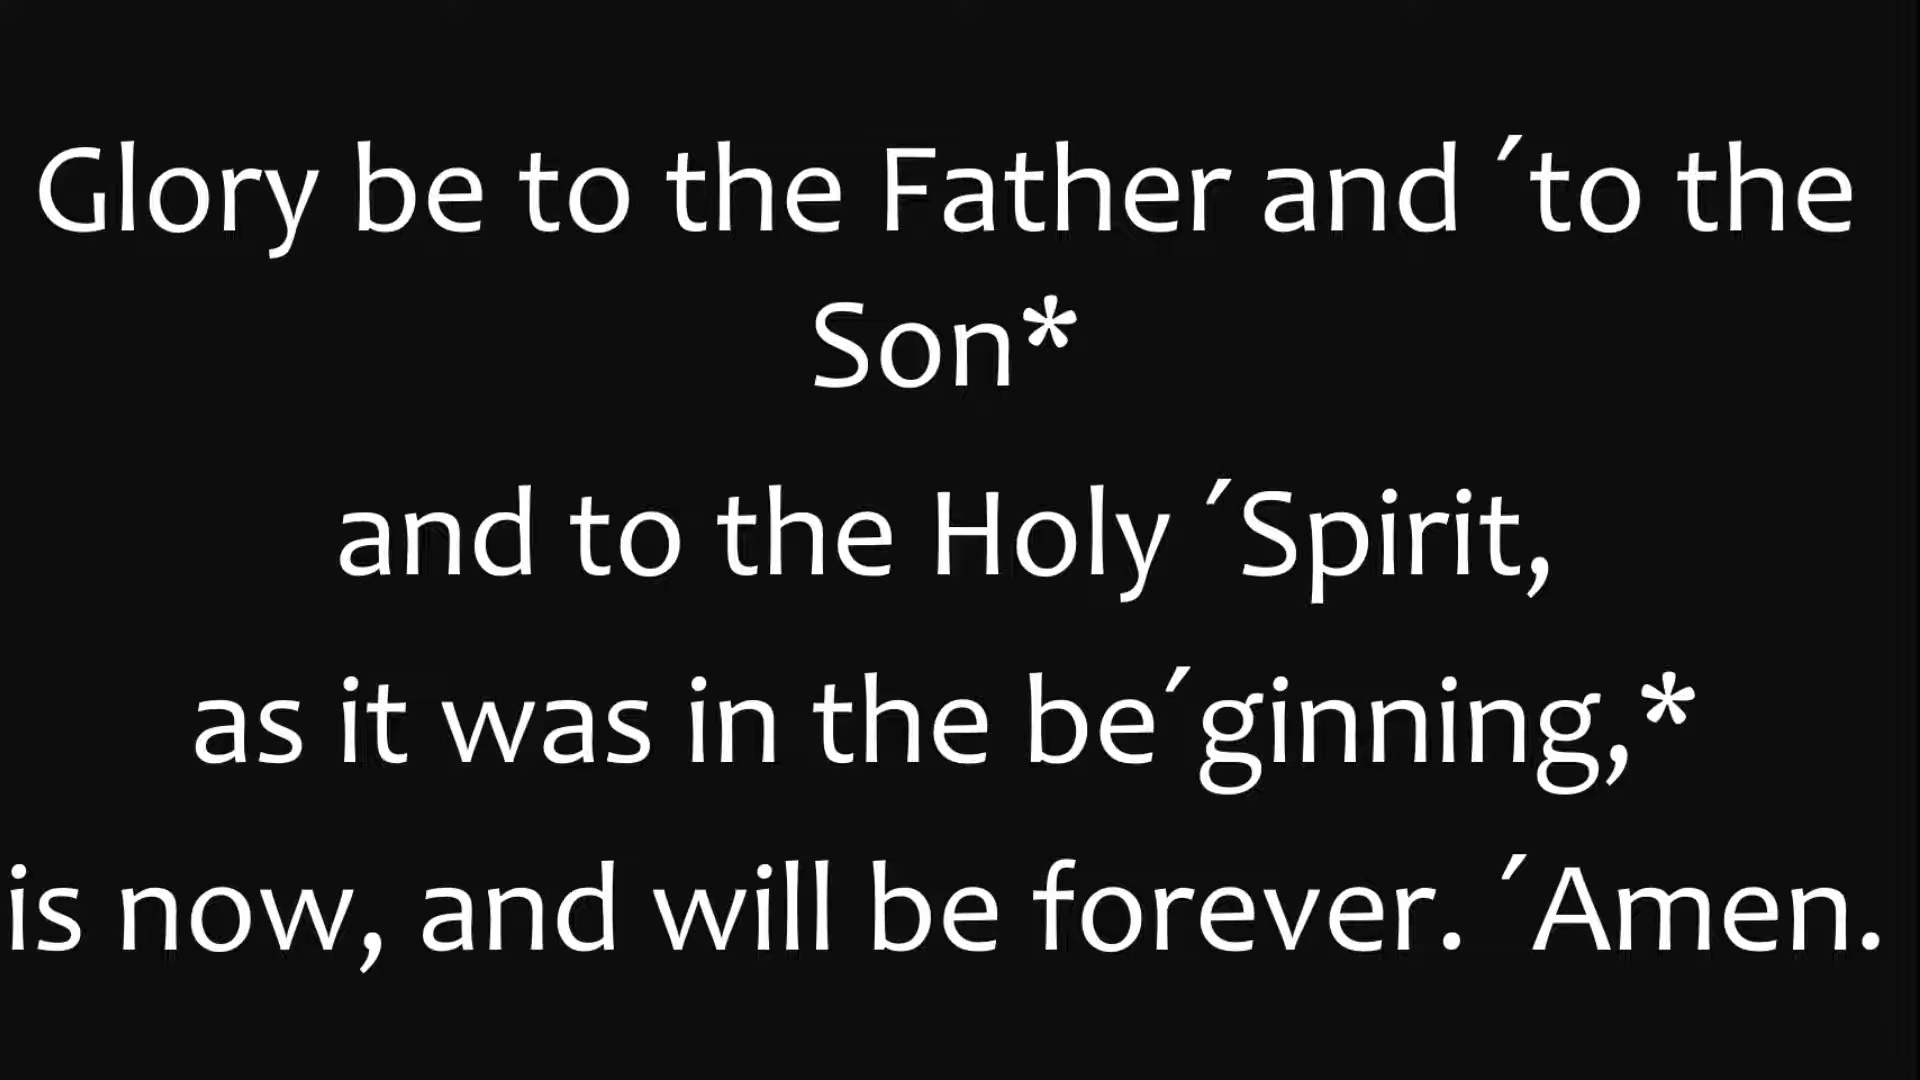 Glory be to the Father and ´to the
Son*
and to the Holy ´Spirit,
as it was in the be´ginning,*
is now, and will be forever. ´Amen.